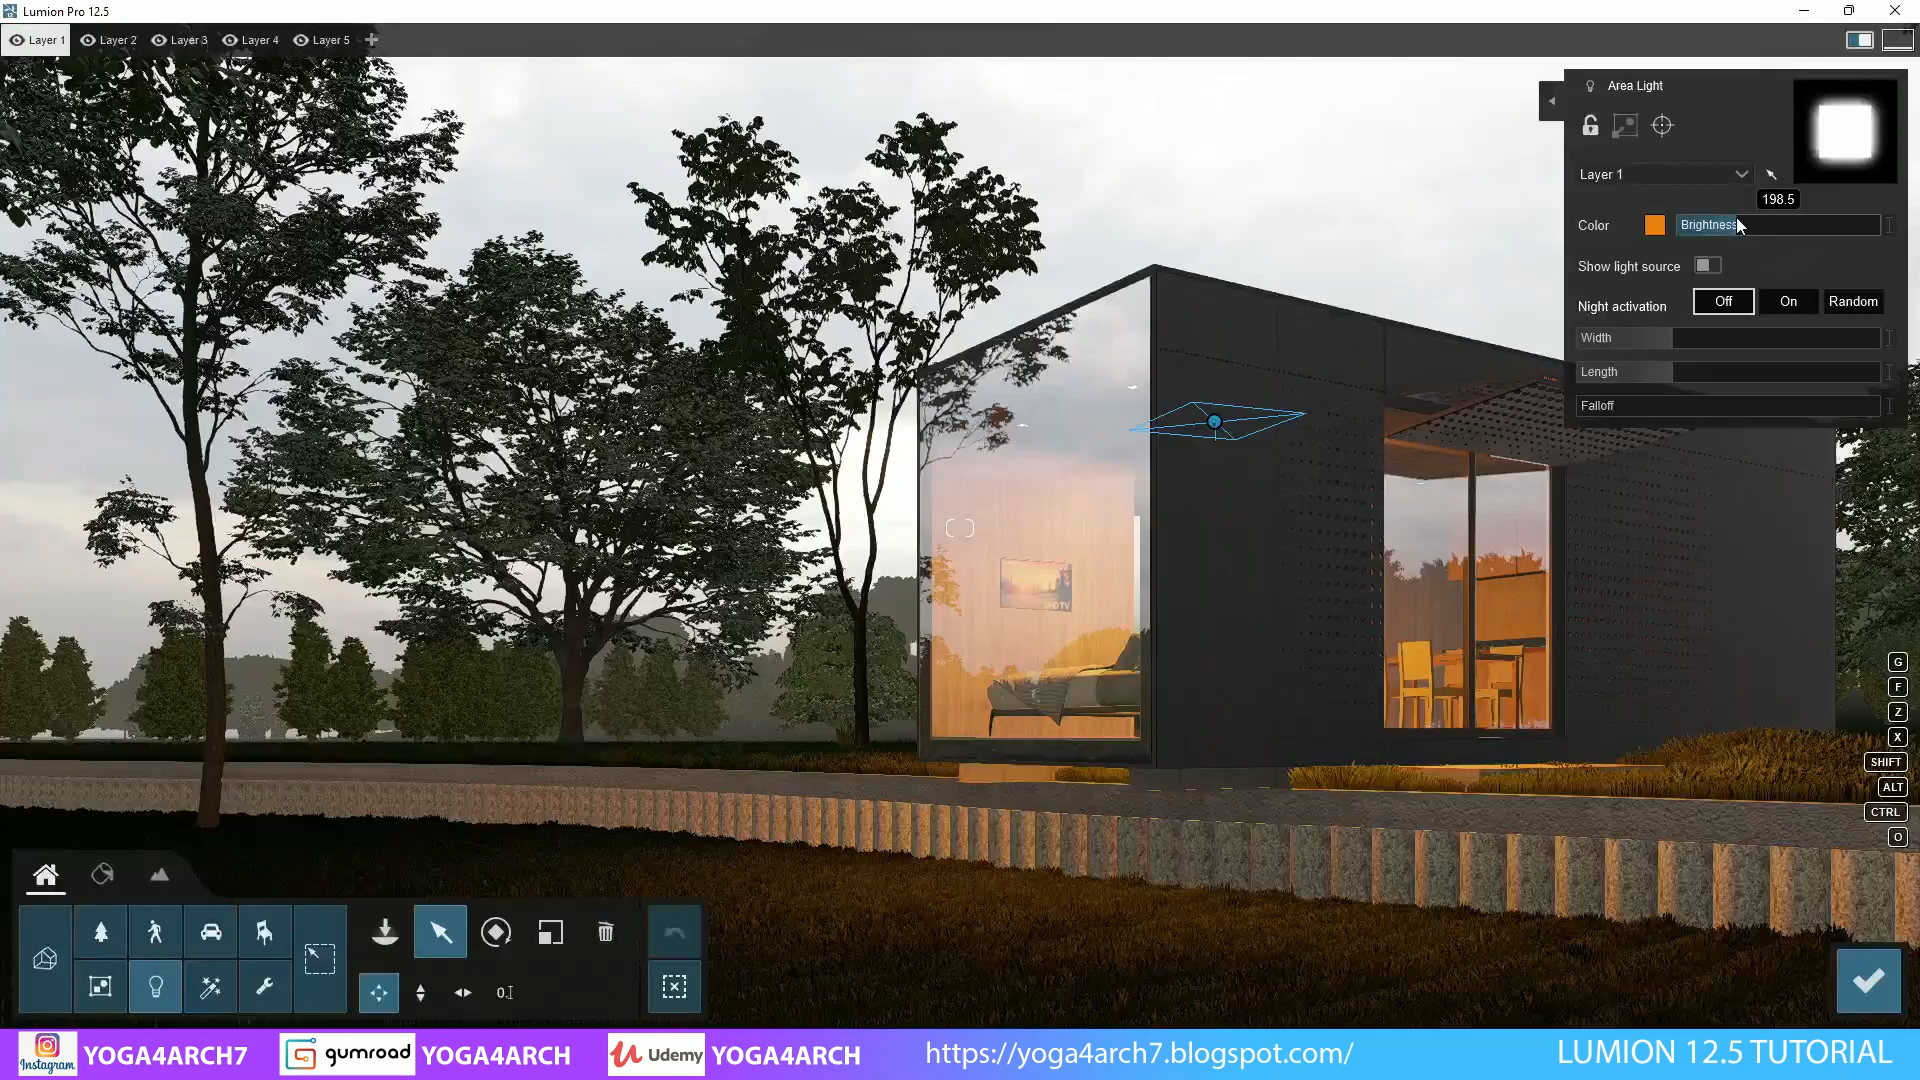 Lumion Pro 12.5
Layer 1
Layer 2
Layer 3
Layer 4
Layer 5
Area Light
Layer 1
198.5
Color
Brightness
Show light source
Night activation
Off
On
Random
Width
Length
Falloff
G
F
Z
X
SHIFT
ALT
CTRL
O
Instagram
YOGA4ARCH7
gumroad
YOGA4ARCH
Udemy
YOGA4ARCH
https://yoga4arch7.blogspot.com/
LUMION 12.5 TUTORIAL